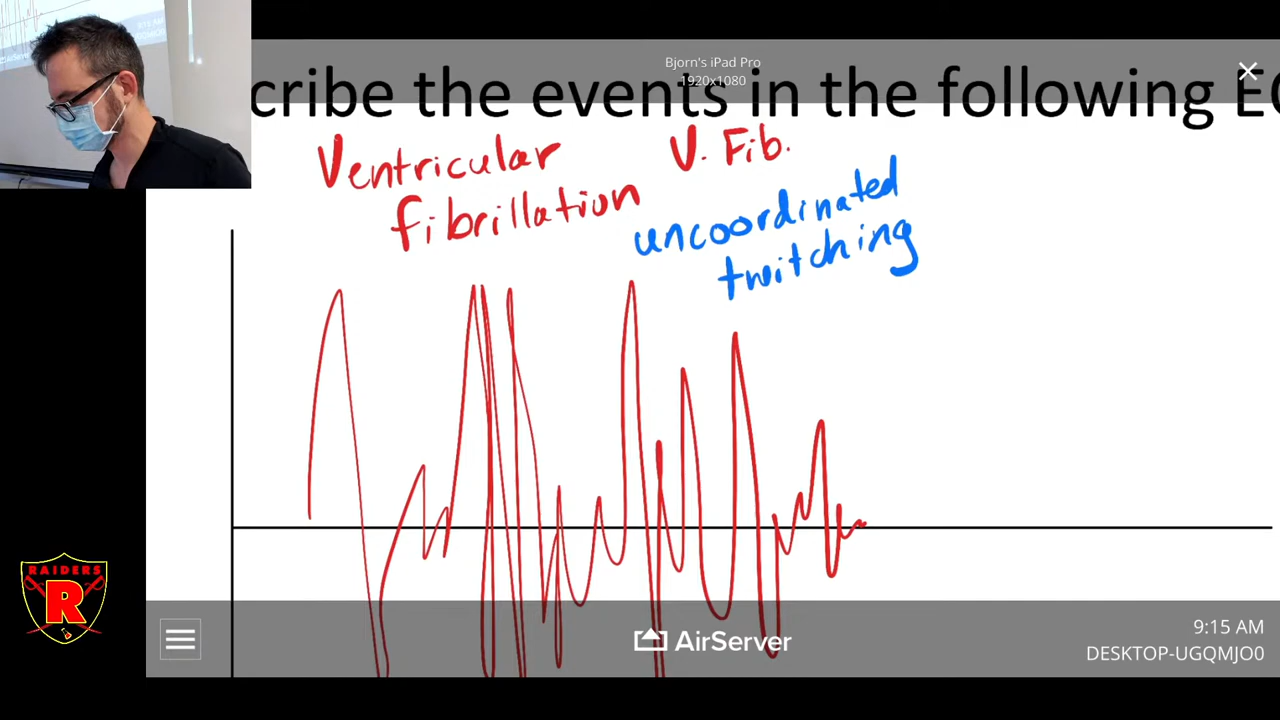 Bjorn's iPad Pro
1920x1080
cribe the events in the following EC
Ventricular
fibrillation
V. Fib.
uncoordinated
twitching
RAIDERS
R
AirServer
9:15 AM
DESKTOP-UGQMJO0